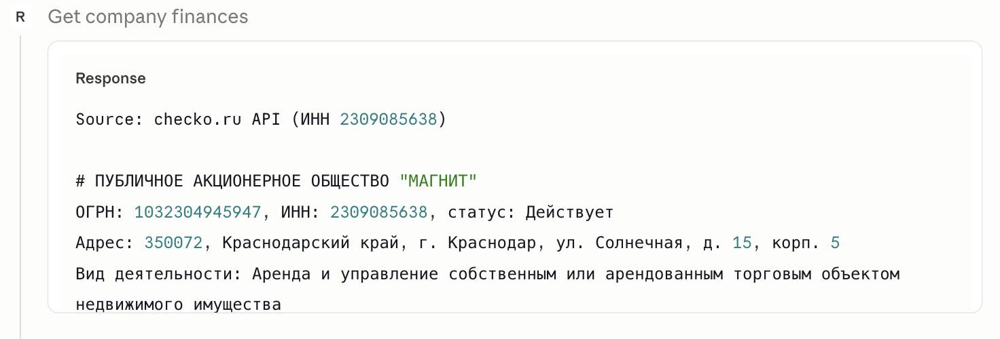 R Get company finances
Response
Source: checko.ru API (ИНН 2309085638)
# ПУБЛИЧНОЕ АКЦИОНЕРНОЕ ОБЩЕСТВО "МАГНИТ"
ОГРН: 1032304945947, ИНН: 2309085638, статус: Действует
Адрес: 350072, Краснодарский край, г. Краснодар, ул. Солнечная, д. 15, корп. 5
Вид деятельности: Аренда и управление собственным или арендованным торговым объектом
недвижимого имущества